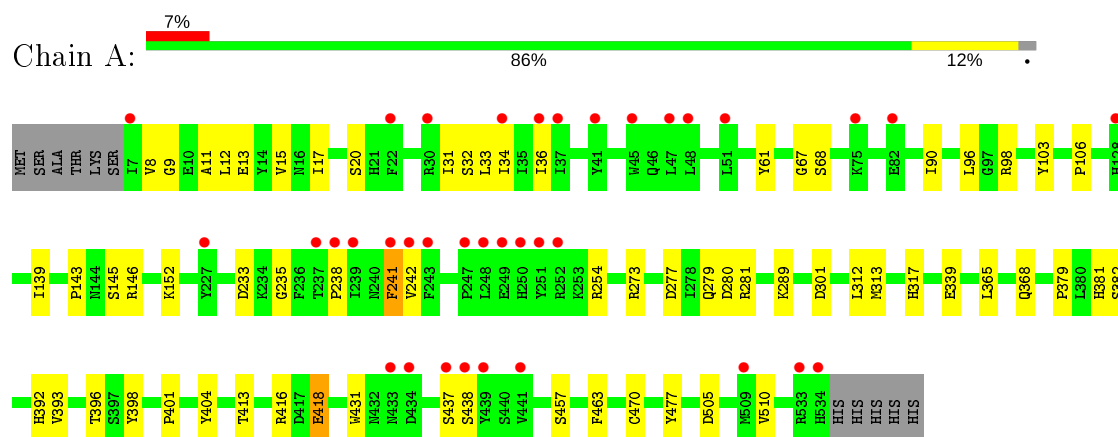 7%
Chain A:
86% 12% •
MET SER ALA THR LYS SER I7 V8 G9 E10 A11 L12 E13 Y14 V15 N16 I17 S20 H21 F22 R30 I31 S32 L33 I34 I35 I36 I37 Y41 W45 Q46 L47 L48 L51 Y61 G67 S68 K75 E82 I90 L96 G97 R98 Y103 P106 H128
I139 P143 N144 S145 R146 K152 Y227 D233 K234 G235 F236 T237 P238 I239 N240 F241 V242 F243 P247 L248 E249 H250 Y251 R252 K253 R254 R273 D277 I278 Q279 D280 R281 K289 D301 L312 M313 H317 E339 L365 Q368 P379 L380 H381 S382
H392 V393 T396 S397 Y398 P401 Y404 T413 R416 D417 E418 W431 N432 N433 D434 S437 S438 Y439 S440 V441 S457 F463 C470 Y477 D505 M509 V510 R533 H534 HIS HIS HIS HIS HIS